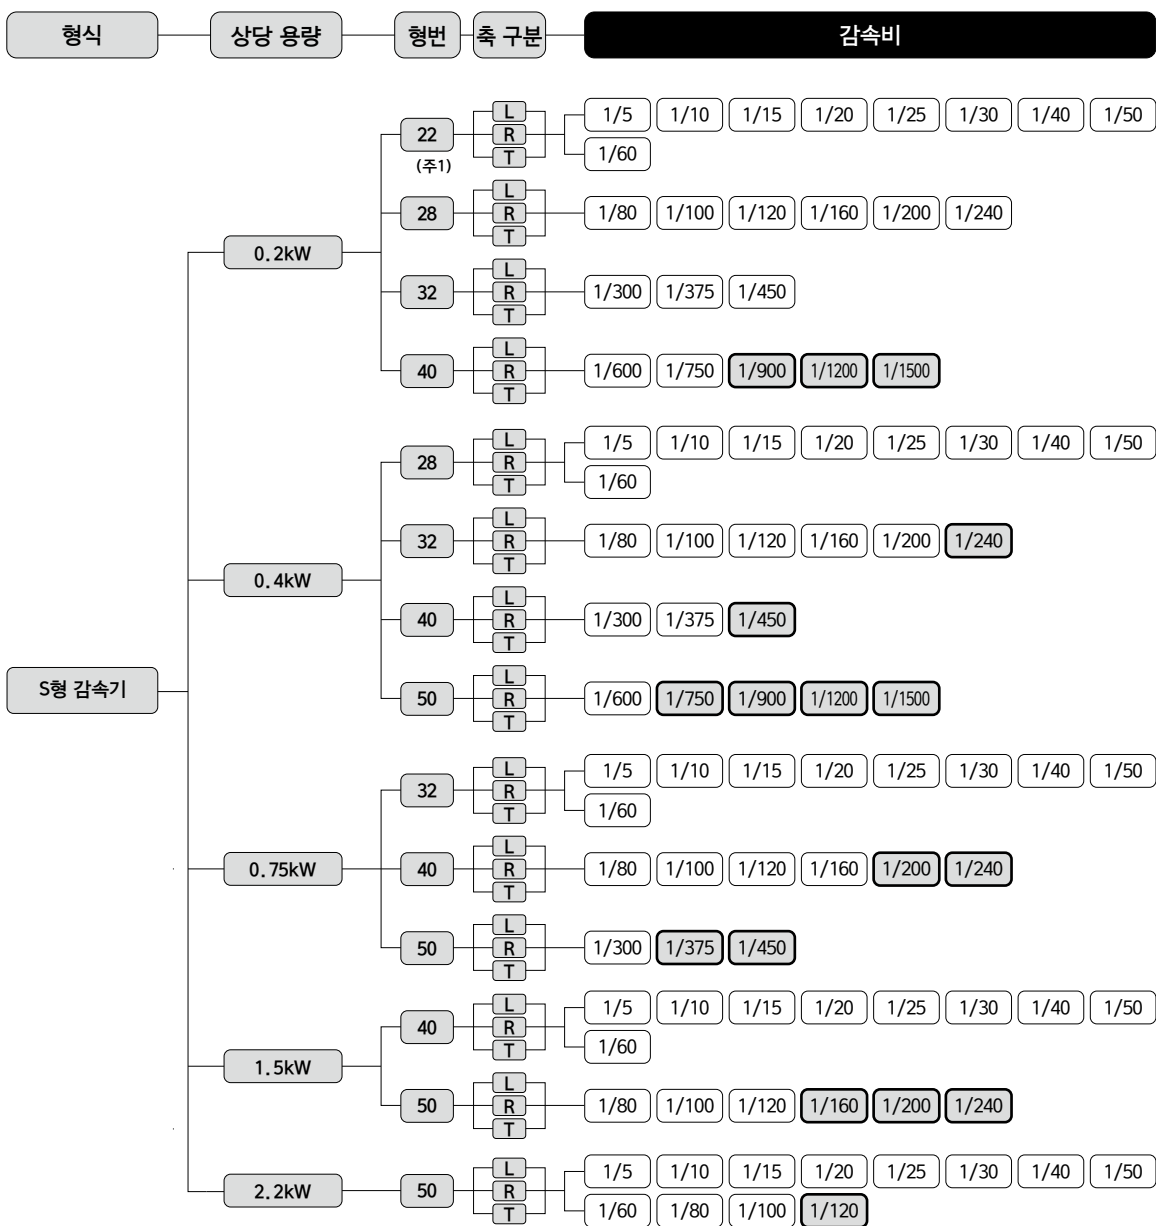 형식 상당 용량 형번 축 구분 감속비
L
1/5 1/10 1/15 1/20 1/25 1/30 1/40 1/50
22 R
(주1) T 1/60
L
28 R 1/80 1/100 1/120 1/160 1/200 1/240
T
0.2kW
L
32 R 1/300 1/375 1/450
T
L
40 R 1/600 1/750 1/900 1/1200 1/1500
T
L 1/5 1/10 1/15 1/20 1/25 1/30 1/40 1/50
28 R
T 1/60
L
32 R 1/80 1/100 1/120 1/160 1/200 1/240
T
0.4kW
L
40 R 1/300 1/375 1/450
T
L
50 R 1/600 1/750 1/900 1/1200 1/1500
T
S형 감속기
L 1/5 1/10 1/15 1/20 1/25 1/30 1/40 1/50
32 R
T 1/60
L
0.75kW 40 R 1/80 1/100 1/120 1/160 1/200 1/240
T
L
50 R 1/300 1/375 1/450
T
L 1/5 1/10 1/15 1/20 1/25 1/30 1/40 1/50
40 R
T 1/60
1.5kW
L
50 R 1/80 1/100 1/120 1/160 1/200 1/240
T
L 1/5 1/10 1/15 1/20 1/25 1/30 1/40 1/50
2.2kW 50 R
T 1/60 1/80 1/100 1/120